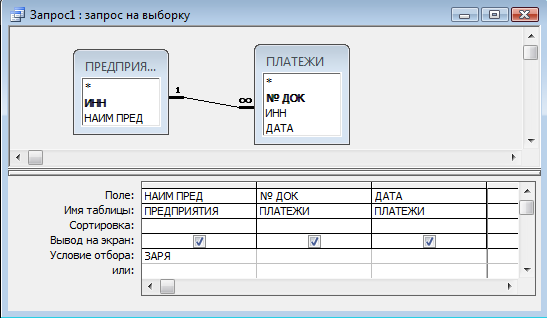 Запрос1 : запрос на выборку
ПРЕДПРИЯ...
*
ИНН
НАИМ ПРЕД
1
∞
ПЛАТЕЖИ
*
№ ДОК
ИНН
ДАТА
Поле: НАИМ ПРЕД № ДОК ДАТА
Имя таблицы: ПРЕДПРИЯТИЯ ПЛАТЕЖИ ПЛАТЕЖИ
Сортировка:
Вывод на экран:
Условие отбора: ЗАРЯ
или: